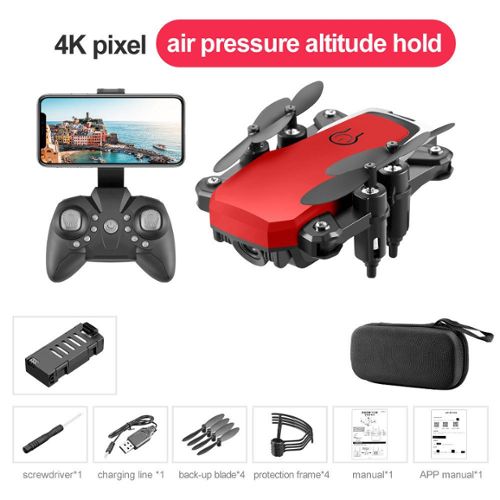 4K pixel air pressure altitude hold
screwdriver*1 charging line *1 back-up blade*4 protection frame*4 manual*1 APP manual*1